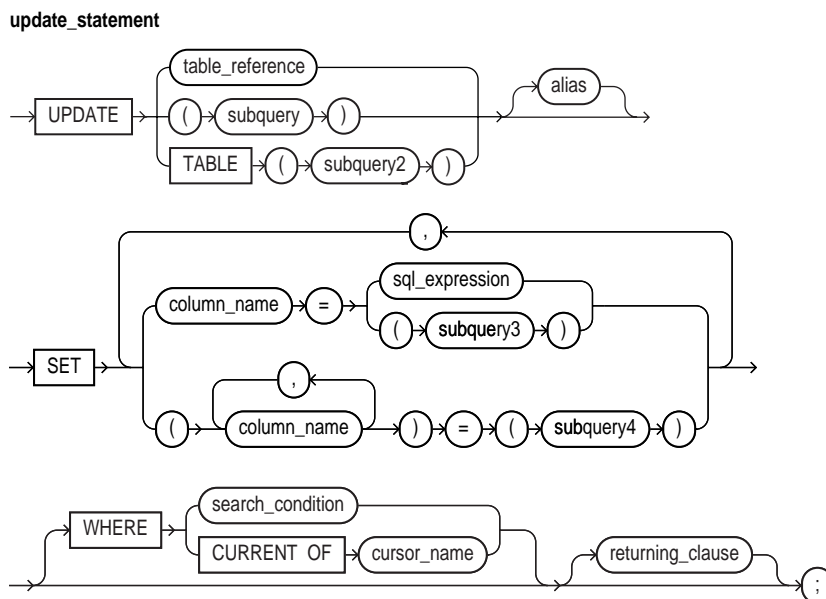 update_statement
table_reference
alias
UPDATE ( subquery )
TABLE ( subquery2 )
,
sql_expression
column_name =
( subquery3 )
SET
,
( column_name ) = ( subquery4 )
search_condition
WHERE
CURRENT OF cursor_name
returning_clause
;